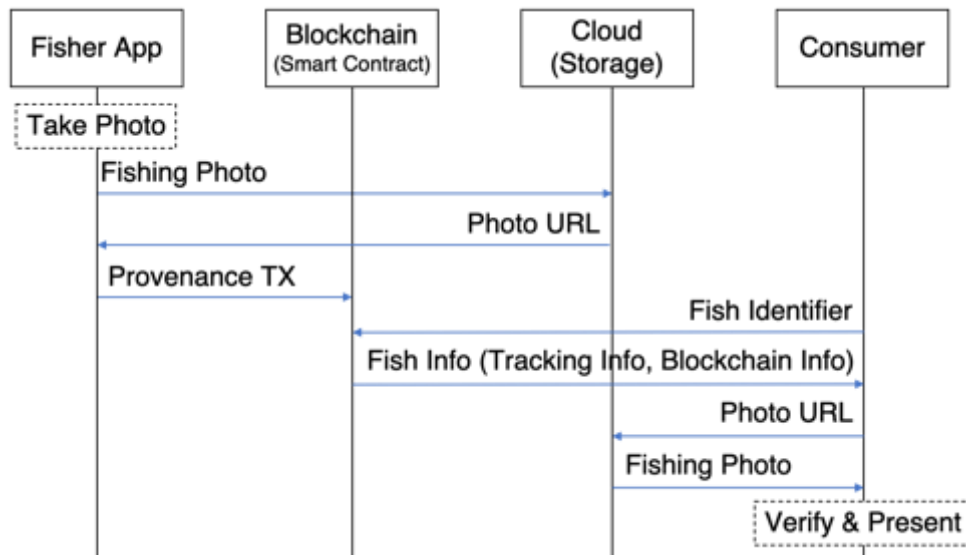 Fisher App
Blockchain
(Smart Contract)
Cloud
(Storage)
Consumer
Take Photo
Fishing Photo
Photo URL
Provenance TX
Fish Identifier
Fish Info (Tracking Info, Blockchain Info)
Photo URL
Fishing Photo
Verify & Present